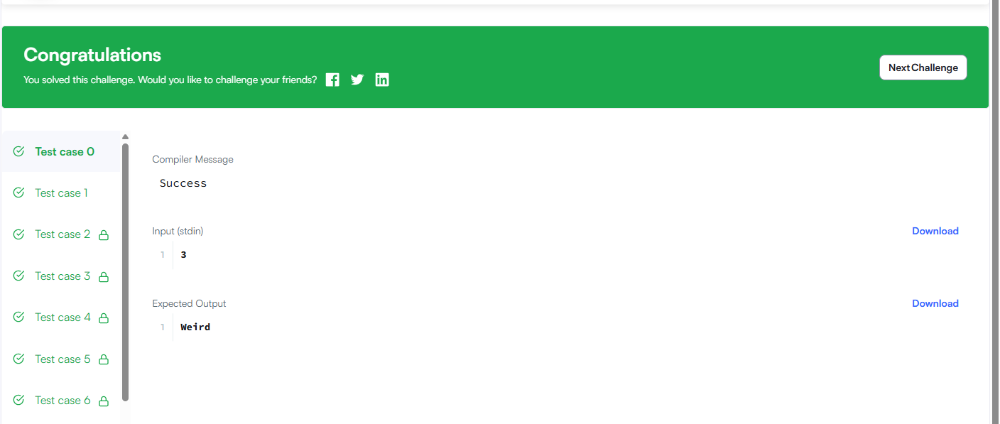 Congratulations
You solved this challenge. Would you like to challenge your friends?
Next Challenge
Test case 0
Test case 1
Test case 2
Test case 3
Test case 4
Test case 5
Test case 6
Compiler Message
Success
Input (stdin)
Download
1 3
Expected Output
Download
1 Weird